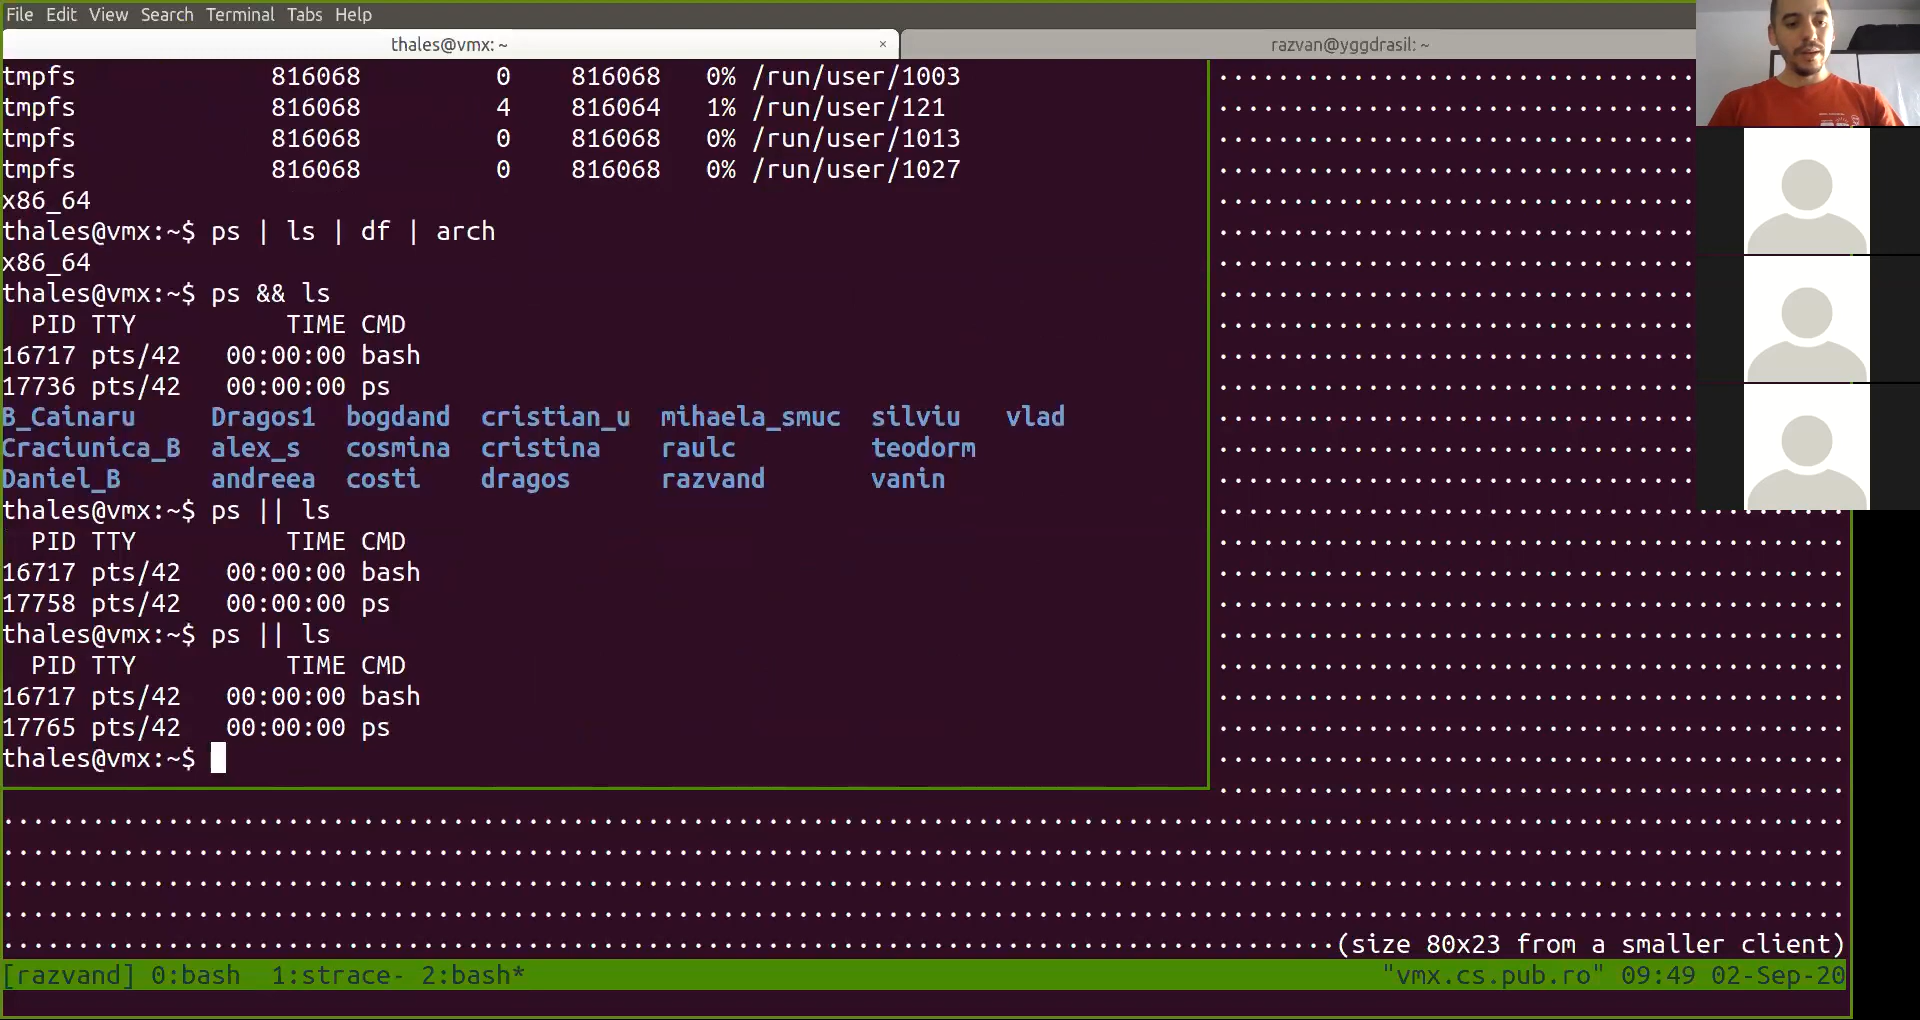 File Edit View Search Terminal Tabs Help
thales@vmx: ~ × razvan@yggdrasil: ~
tmpfs 816068 0 816068 0% /run/user/1003
tmpfs 816068 4 816064 1% /run/user/121
tmpfs 816068 0 816068 0% /run/user/1013
tmpfs 816068 0 816068 0% /run/user/1027
x86_64
thales@vmx:~$ ps | ls | df | arch
x86_64
thales@vmx:~$ ps && ls
PID TTY TIME CMD
16717 pts/42 00:00:00 bash
17736 pts/42 00:00:00 ps
B_Cainaru Dragos1 bogdand cristian_u mihaela_smuc silviu vlad
Craciunica_B alex_s cosmina cristina raulc teodorm
Daniel_B andreea costi dragos razvand vanin
thales@vmx:~$ ps || ls
PID TTY TIME CMD
16717 pts/42 00:00:00 bash
17758 pts/42 00:00:00 ps
thales@vmx:~$ ps || ls
PID TTY TIME CMD
16717 pts/42 00:00:00 bash
17765 pts/42 00:00:00 ps
thales@vmx:~$
(size 80x23 from a smaller client)
[razvand] 0:bash 1:strace- 2:bash* "vmx.cs.pub.ro" 09:49 02-Sep-20